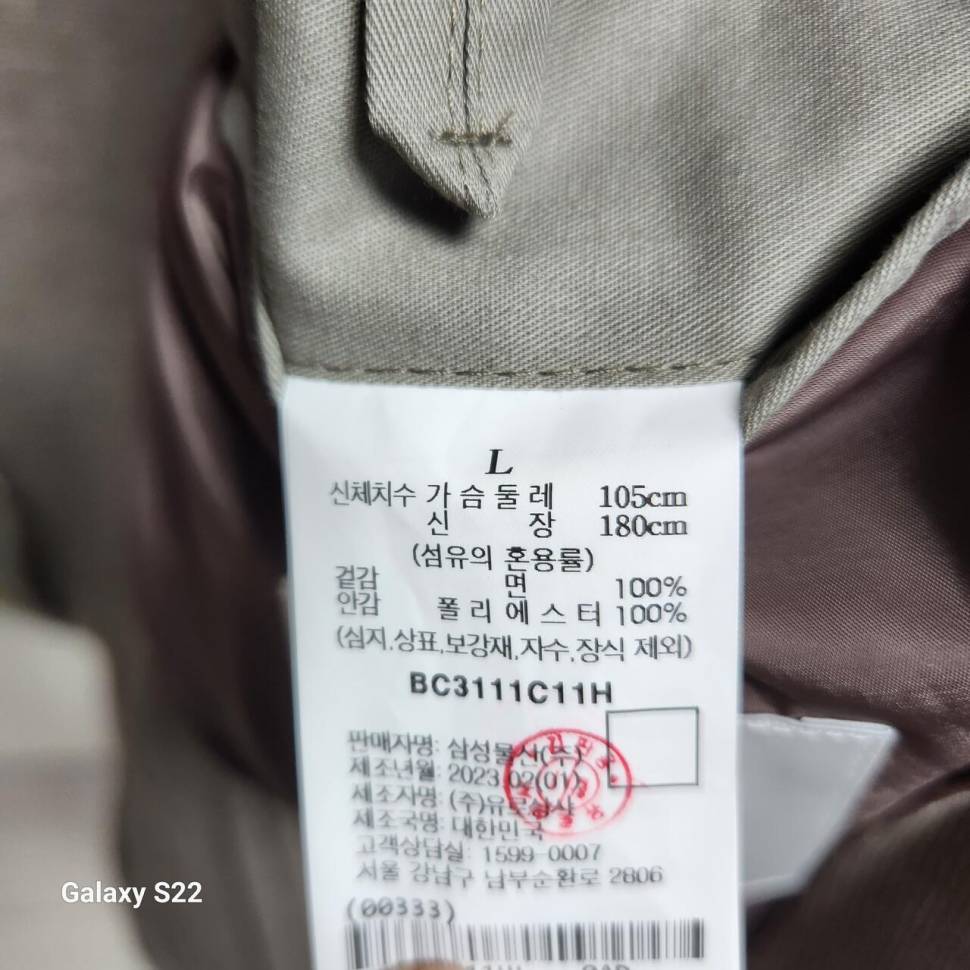 L
신체치수 가슴둘레 105cm
신장 180cm
(섬유의 혼용률)
겉감 면 100%
안감 폴리에스터 100%
(심지,상표,보강재,자수,장식 제외)
BC3111C11H
판매자명: 삼성물산(주)
제조년월: 2023.02(01)
제조자명: (주)유로상사
제조국명: 대한민국
고객상담실: 1599-0007
서울 강남구 남부순환로 2806
(00333)
Galaxy S22